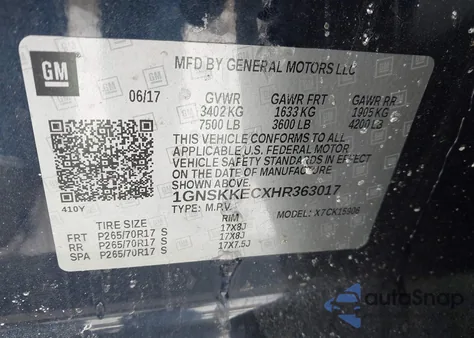 GM
MFD BY GENERAL MOTORS LLC
06/17 GVWR GAWR FRT GAWR RR
3402 KG 1633 KG 1905 KG
7500 LB 3600 LB 4200 LB
THIS VEHICLE CONFORMS TO ALL
APPLICABLE U.S. FEDERAL MOTOR
VEHICLE SAFETY STANDARDS IN EFFECT
ON THE DATE OF MANUFACTURE SHOWN ABOVE.
1GNSKKECXHR363017
TYPE: M.P.V. MODEL: X7CK15906
410Y
TIRE SIZE RIM
FRT P265/70R17 S 17X8J
RR P265/70R17 S 17X8J
SPA P265/70R17 S 17X7.5J
autoSnap